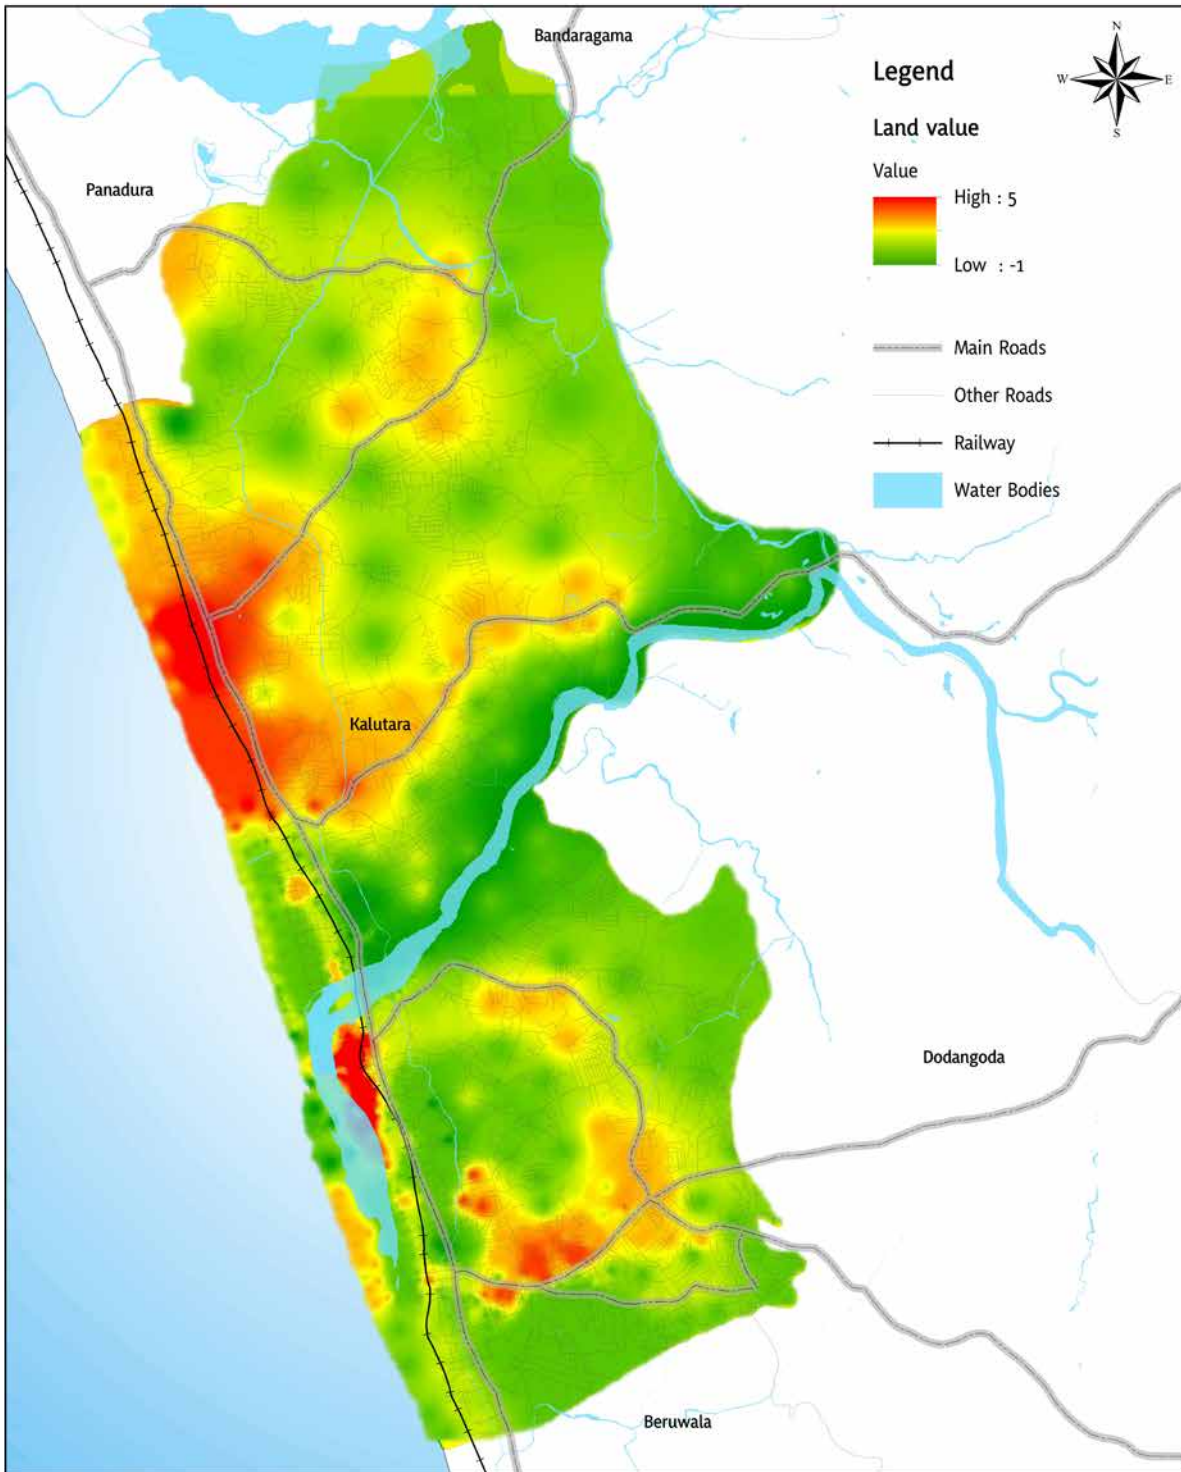 Bandaragama
Legend
N
W
E
S
Land value
Value
High : 5
Low : -1
Panadura
Main Roads
Other Roads
Railway
Water Bodies
Kalutara
Dodangoda
Beruwala